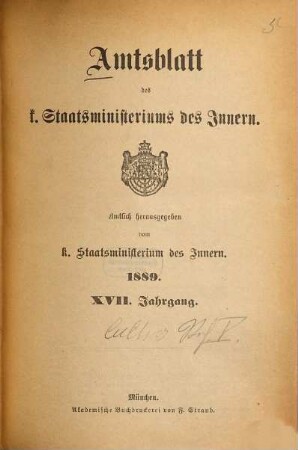 Amtsblatt
des
k. Staatsministeriums des Innern.
Amtlich herausgegeben
vom
k. Staatsministerium des Innern.
1889.
XVII. Jahrgang.
München.
Akademische Buchdruckerei von F. Straub.